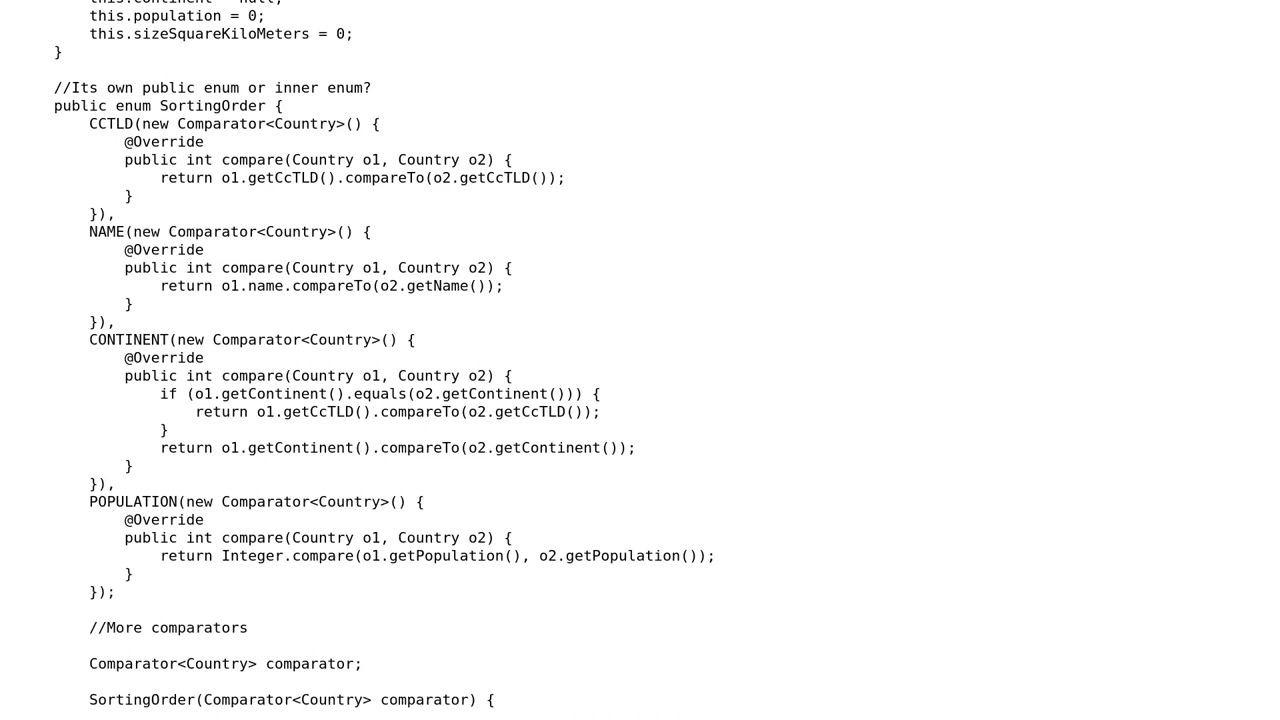 this.continent = null;
this.population = 0;
this.sizeSquareKiloMeters = 0;
}
//Its own public enum or inner enum?
public enum SortingOrder {
CCTLD(new Comparator<Country>() {
@Override
public int compare(Country o1, Country o2) {
return o1.getCcTLD().compareTo(o2.getCcTLD());
}
}),
NAME(new Comparator<Country>() {
@Override
public int compare(Country o1, Country o2) {
return o1.name.compareTo(o2.getName());
}
}),
CONTINENT(new Comparator<Country>() {
@Override
public int compare(Country o1, Country o2) {
if (o1.getContinent().equals(o2.getContinent())) {
return o1.getCcTLD().compareTo(o2.getCcTLD());
}
return o1.getContinent().compareTo(o2.getContinent());
}
}),
POPULATION(new Comparator<Country>() {
@Override
public int compare(Country o1, Country o2) {
return Integer.compare(o1.getPopulation(), o2.getPopulation());
}
});
//More comparators
Comparator<Country> comparator;
SortingOrder(Comparator<Country> comparator) {